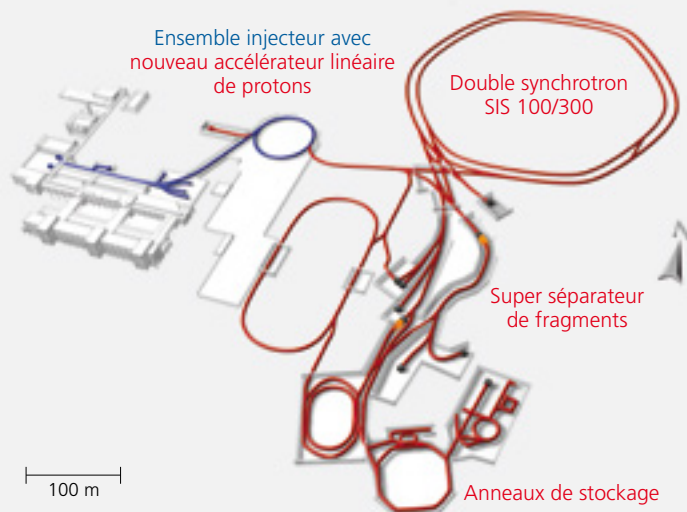 Ensemble injecteur avec
nouveau accélérateur linéaire
de protons
Double synchrotron
SIS 100/300
Super séparateur
de fragments
Anneaux de stockage
100 m